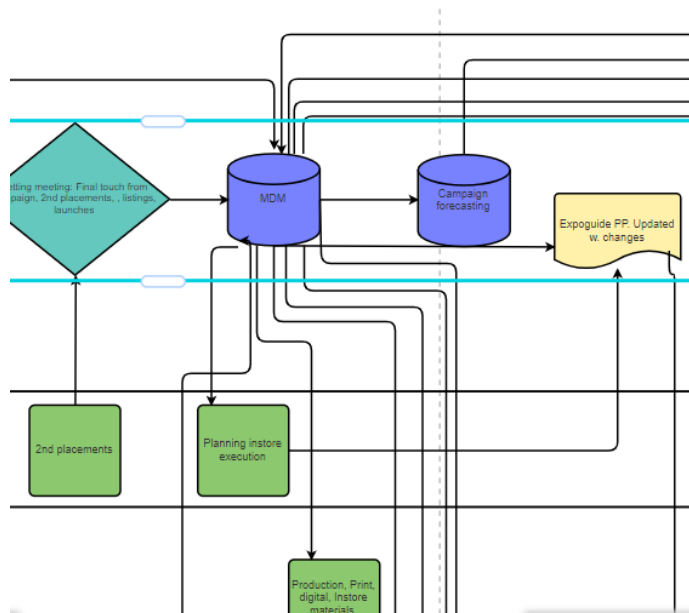 etting meeting: Final touch from
paign, 2nd placements, , listings,
launches
MDM
Campaign
forecasting
Expoguide PP. Updated
w. changes
2nd placements
Planning instore
execution
Production, Print,
digital, Instore
materials